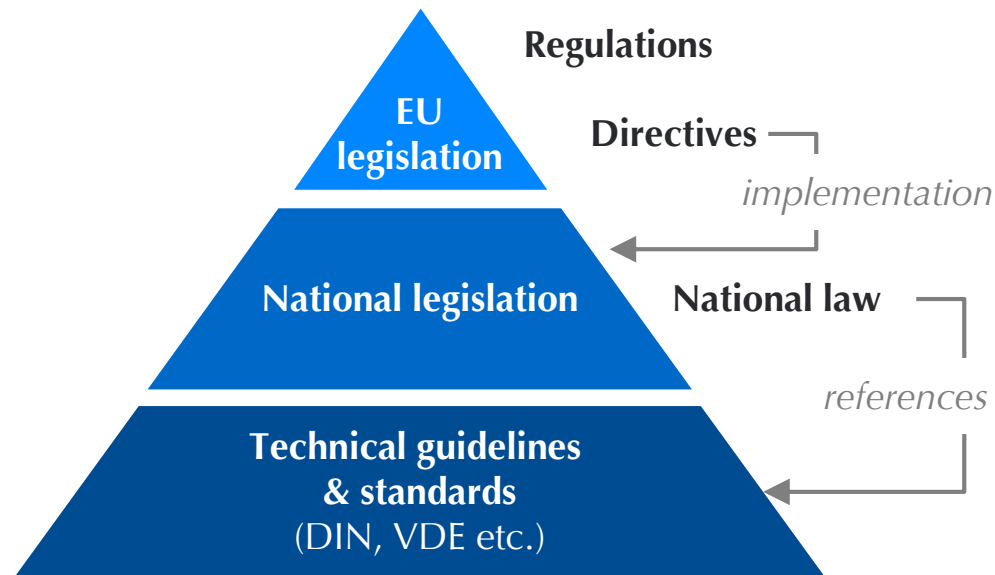 Regulations
EU
legislation
Directives
implementation
National legislation
National law
references
Technical guidelines
& standards
(DIN, VDE etc.)